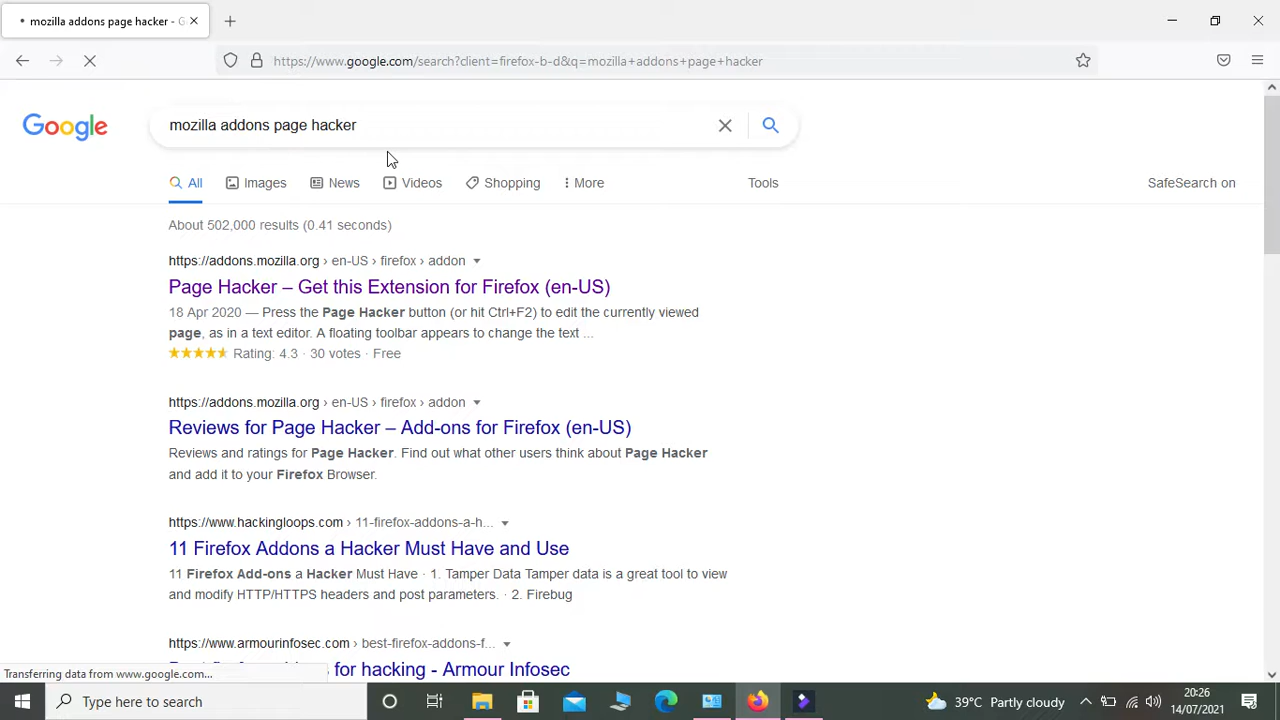 mozilla addons page hacker - G
https://www.google.com/search?client=firefox-b-d&q=mozilla+addons+page+hacker
Google
mozilla addons page hacker
All
Images
News
Videos
Shopping
More
Tools
SafeSearch on
About 502,000 results (0.41 seconds)
https://addons.mozilla.org › en-US › firefox › addon
Page Hacker – Get this Extension for Firefox (en-US)
18 Apr 2020 — Press the Page Hacker button (or hit Ctrl+F2) to edit the currently viewed
page, as in a text editor. A floating toolbar appears to change the text ...
Rating: 4.3 · 30 votes · Free
https://addons.mozilla.org › en-US › firefox › addon
Reviews for Page Hacker – Add-ons for Firefox (en-US)
Reviews and ratings for Page Hacker. Find out what other users think about Page Hacker
and add it to your Firefox Browser.
https://www.hackingloops.com › 11-firefox-addons-a-h...
11 Firefox Addons a Hacker Must Have and Use
11 Firefox Add-ons a Hacker Must Have · 1. Tamper Data Tamper data is a great tool to view
and modify HTTP/HTTPS headers and post parameters. · 2. Firebug
https://www.armourinfosec.com › best-firefox-addons-f...
for hacking - Armour Infosec
Transferring data from www.google.com...
Type here to search
39°C Partly cloudy
20:26
14/07/2021